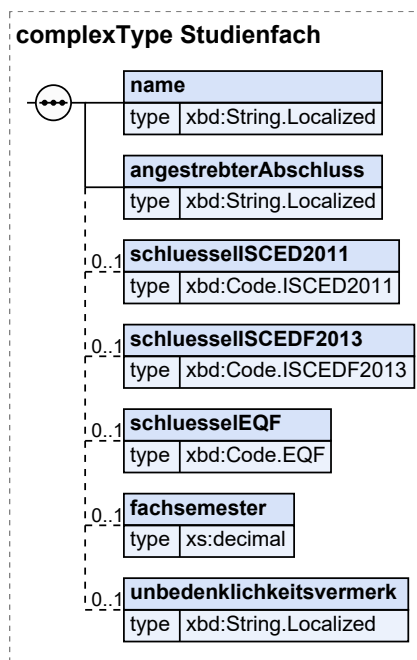 complexType Studienfach
name
type xbd:String.Localized
angestrebterAbschluss
type xbd:String.Localized
0..1 schluesselISCED2011
type xbd:Code.ISCED2011
0..1 schluesselISCEDF2013
type xbd:Code.ISCEDF2013
0..1 schluesselEQF
type xbd:Code.EQF
0..1 fachsemester
type xs:decimal
0..1 unbedenklichkeitsvermerk
type xbd:String.Localized